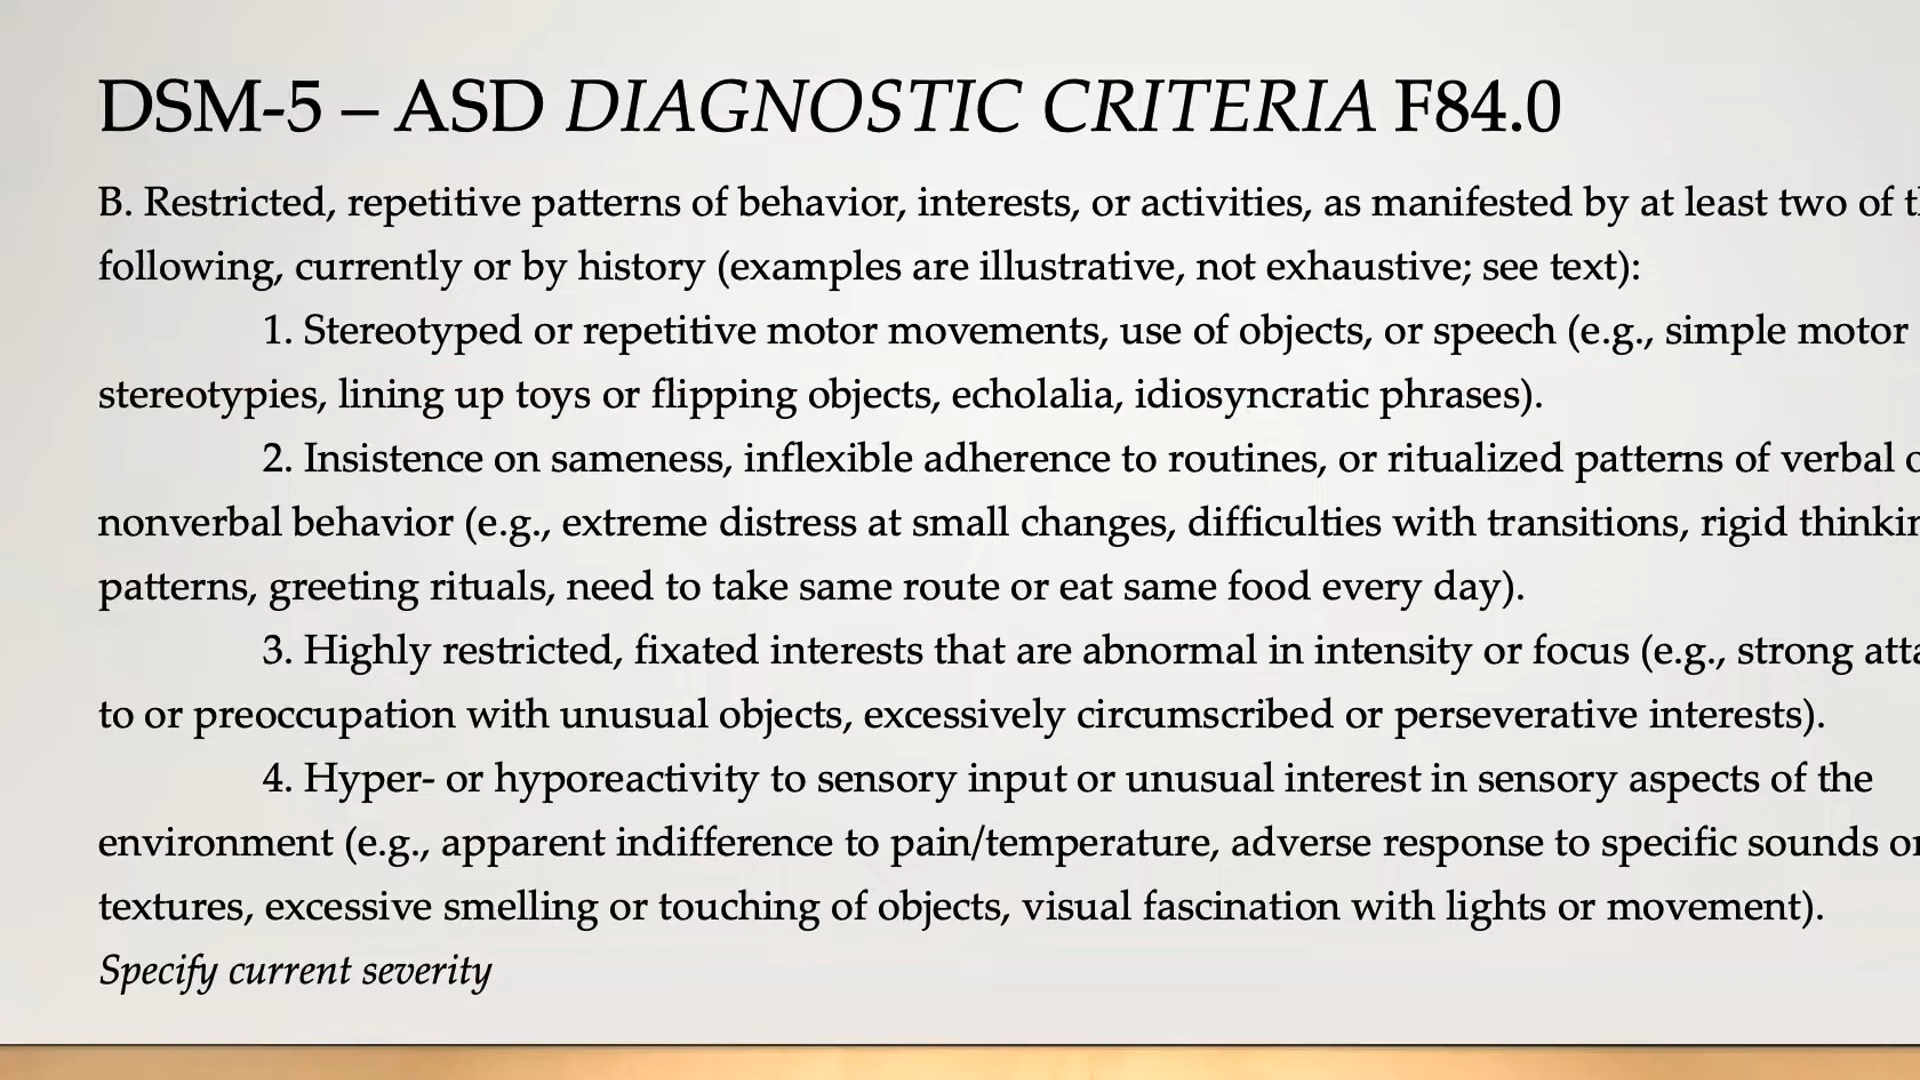 DSM-5 – ASD DIAGNOSTIC CRITERIA F84.0
B. Restricted, repetitive patterns of behavior, interests, or activities, as manifested by at least two of
following, currently or by history (examples are illustrative, not exhaustive; see text):
1. Stereotyped or repetitive motor movements, use of objects, or speech (e.g., simple motor
stereotypies, lining up toys or flipping objects, echolalia, idiosyncratic phrases).
2. Insistence on sameness, inflexible adherence to routines, or ritualized patterns of verbal
nonverbal behavior (e.g., extreme distress at small changes, difficulties with transitions, rigid
patterns, greeting rituals, need to take same route or eat same food every day).
3. Highly restricted, fixated interests that are abnormal in intensity or focus (e.g., strong
to or preoccupation with unusual objects, excessively circumscribed or perseverative interests).
4. Hyper- or hyporeactivity to sensory input or unusual interest in sensory aspects of the
environment (e.g., apparent indifference to pain/temperature, adverse response to specific sounds
textures, excessive smelling or touching of objects, visual fascination with lights or movement).
Specify current severity